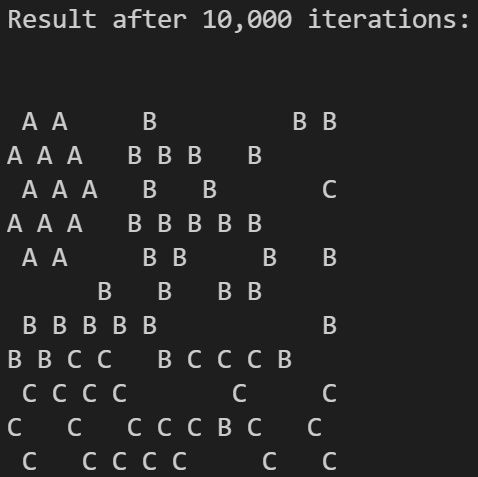 Result after 10,000 iterations:
 A A     B         B B
A A A   B B B   B
 A A A   B   B       C
A A A   B B B B B
 A A     B B     B   B
      B   B   B B
 B B B B B           B
B B C C   B C C C B
 C C C C       C     C
C   C   C C C B C   C
 C   C C C C     C   C